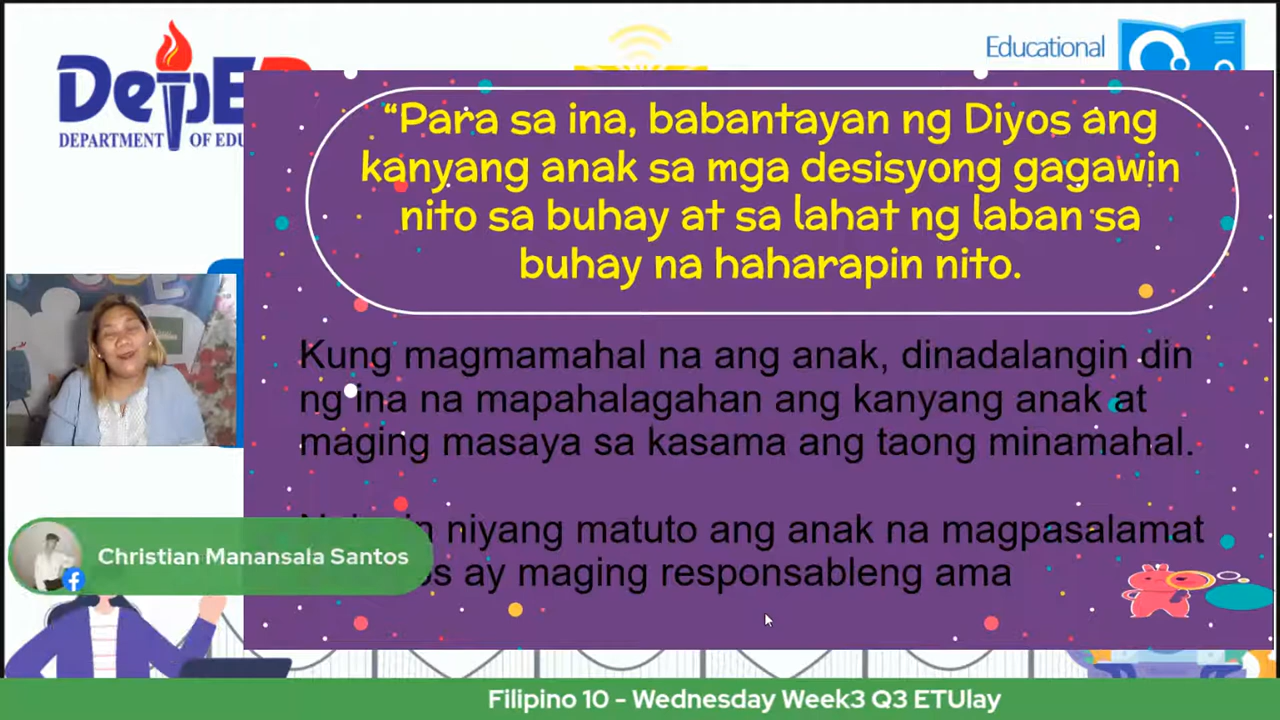 DepE
DEPARTMENT OF EDU
Educational
“Para sa ina, babantayan ng Diyos ang
kanyang anak sa mga desisyong gagawin
nito sa buhay at sa lahat ng laban sa
buhay na haharapin nito.
Kung magmamahal na ang anak, dinadalangin din
ng ina na mapahalagahan ang kanyang anak at
maging masaya sa kasama ang taong minamahal.
niyang matuto ang anak na magpasalamat
ay maging responsableng ama
Christian Manansala Santos
Filipino 10 - Wednesday Week3 Q3 ETUlay